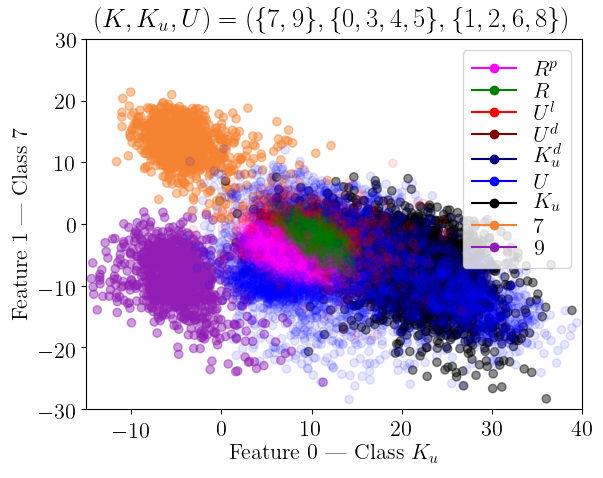 (K, K_u, U) = ({7, 9}, {0, 3, 4, 5}, {1, 2, 6, 8})
30
20
10
0
−10
−20
−30
Feature 1 — Class 7
R^p
R
U^l
U^d
K_u^d
U
K_u
7
9
−10
0
10
20
30
40
Feature 0 — Class K_u